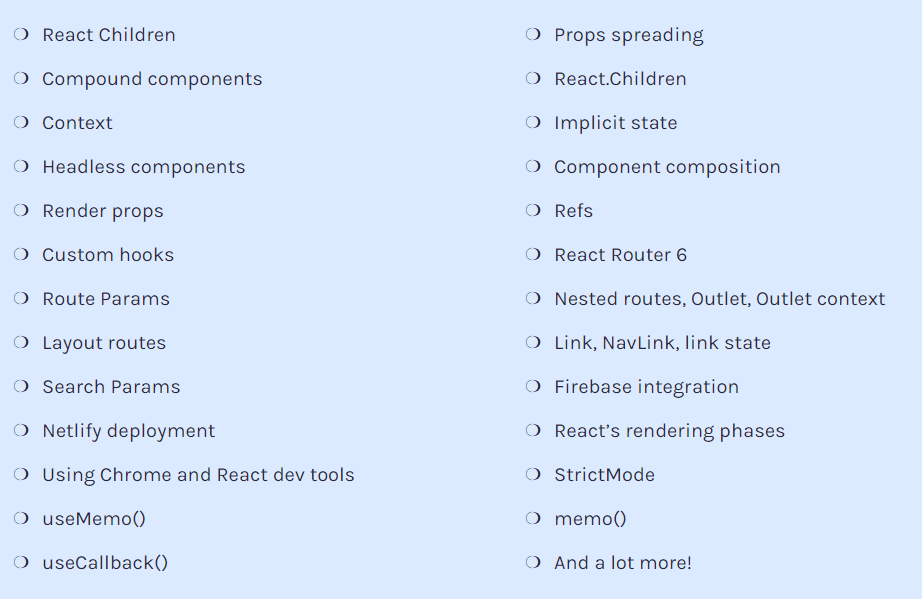 React Children
Compound components
Context
Headless components
Render props
Custom hooks
Route Params
Layout routes
Search Params
Netlify deployment
Using Chrome and React dev tools
useMemo()
useCallback()
Props spreading
React.Children
Implicit state
Component composition
Refs
React Router 6
Nested routes, Outlet, Outlet context
Link, NavLink, link state
Firebase integration
React’s rendering phases
StrictMode
memo()
And a lot more!